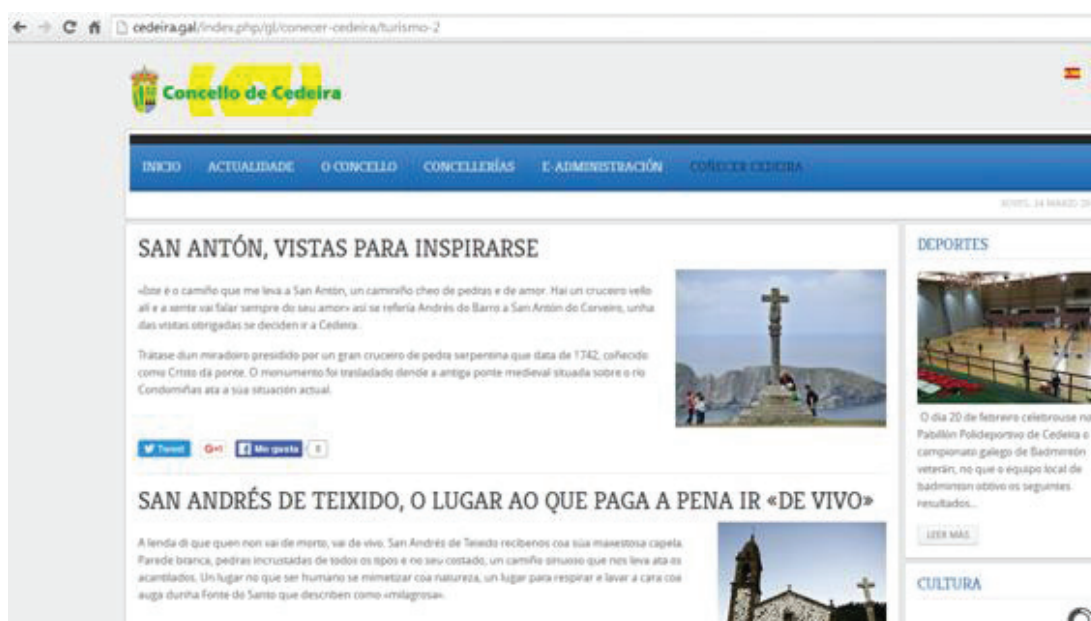 cedeira.gal/index.php/gl/conecer-cedeira/turismo-2
Concello de Cedeira
INICIO ACTUALIDADE O CONCELLO CONCELLERÍAS E-ADMINISTRACIÓN COÑECER CEDEIRA
XOVES, 24 MARZO
SAN ANTÓN, VISTAS PARA INSPIRARSE
«Este é o camiño que me leva a San Antón, un caminiño cheo de pedras e de amor. Hai un cruceiro vello
alí e a xente vai falar sempre do seu amor» así se refería Andrés do Barro a San Antón do Corveiro, unha
das visitas obrigadas se deciden ir a Cedeira.
Trátase dun miradoiro presidido por un gran cruceiro de pedra serpentina que data de 1742, coñecido
como Cristo da ponte. O monumento foi trasladado dende a antiga ponte medieval situada sobre o río
Condomiñas ata a súa situación actual.
Tweet G+1 Me gusta 8
SAN ANDRÉS DE TEIXIDO, O LUGAR AO QUE PAGA A PENA IR «DE VIVO»
A lenda di que quen non vai de morto, vai de vivo. San Andrés de Teixido recíbenos coa súa maxestosa capela.
Parede branca, pedras incrustadas de todos os tipos e no seu costado, un camiño sinuoso que nos leva ata os
acantilados. Un lugar no que ser humano se mimetizar coa natureza, un lugar para respirar e lavar a cara coa
auga dunha Fonte do Santo que describen como «milagrosa».
DEPORTES
O día 20 de febreiro celebrouse no
Pabillón Polideportivo de Cedeira o
campionato galego de Badminton
veterán, no que o equipo local de
badminton obtivo os seguintes
resultados...
LEER MÁS
CULTURA